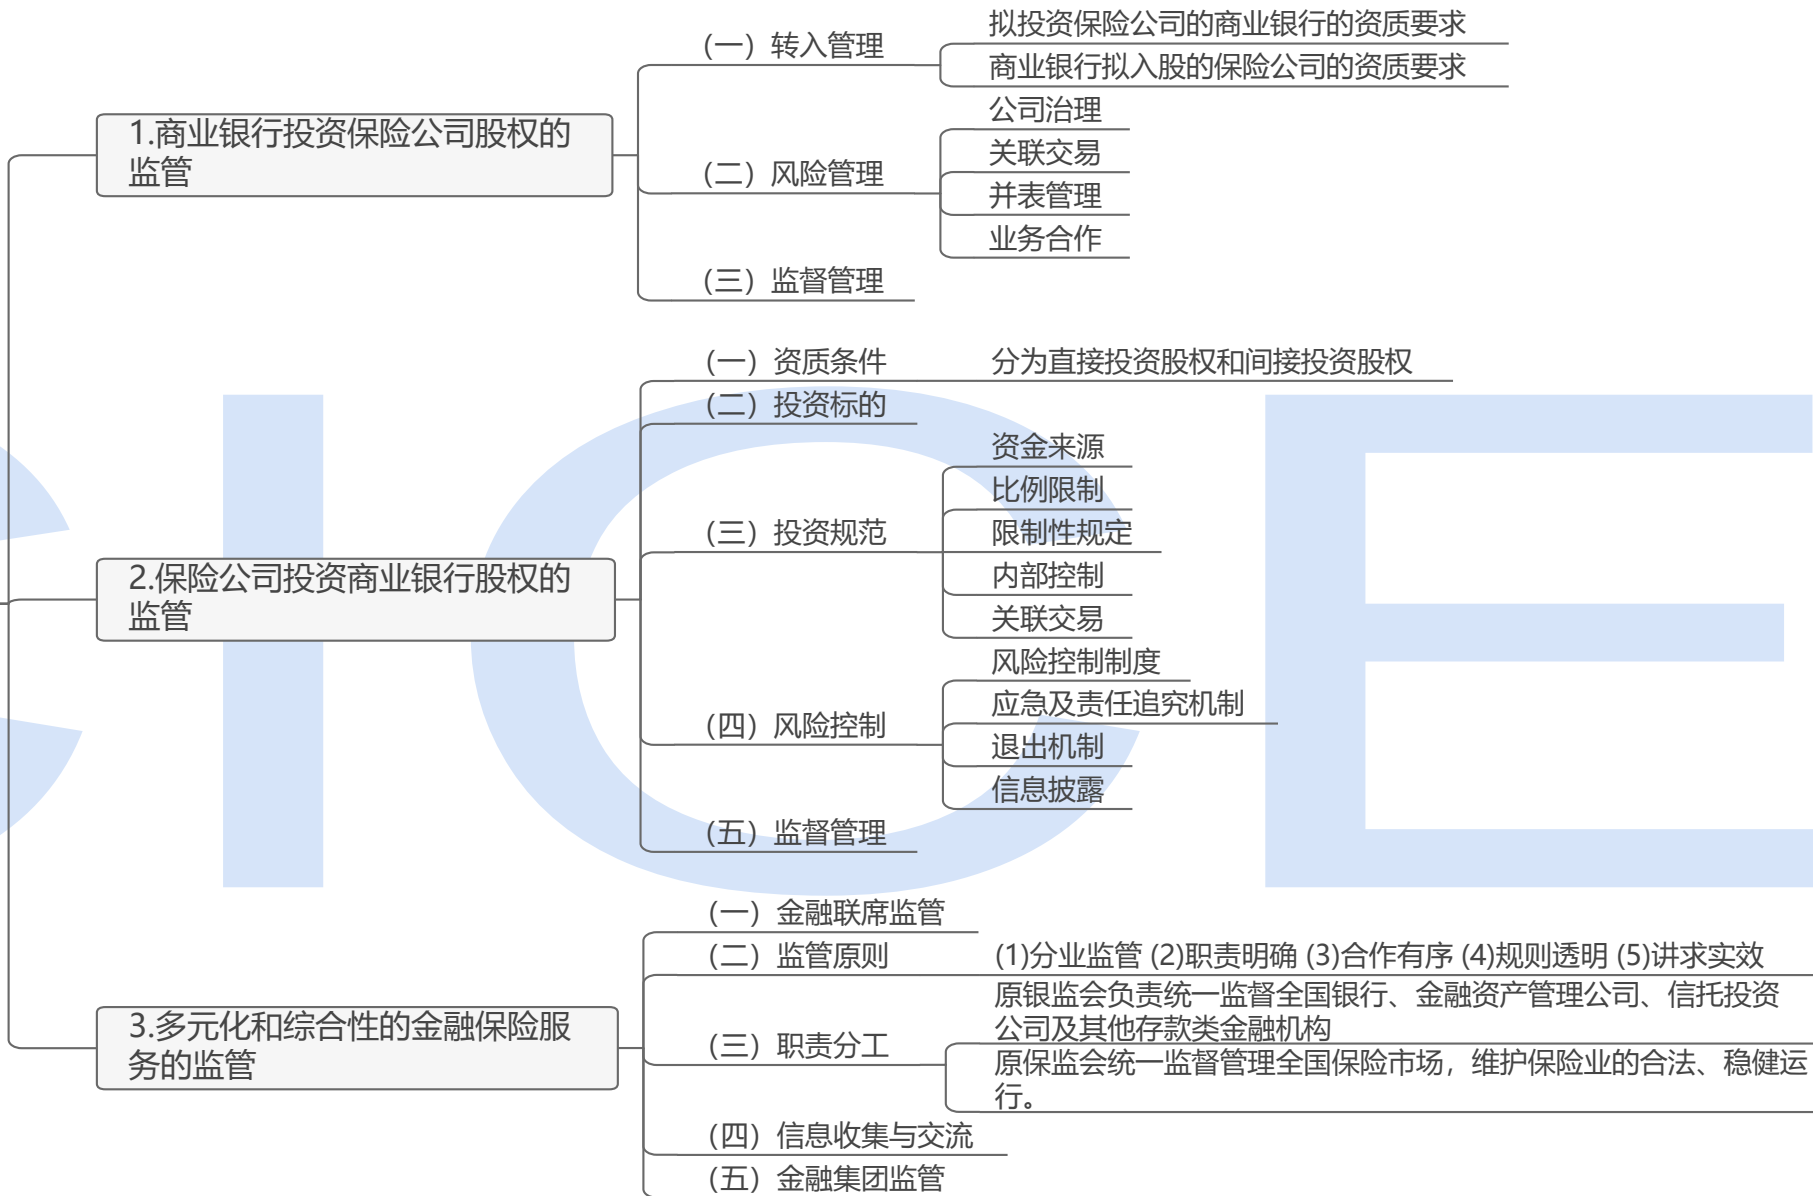 1.商业银行投资保险公司股权的
监管
（一）转入管理
拟投资保险公司的商业银行的资质要求
商业银行拟入股的保险公司的资质要求
（二）风险管理
公司治理
关联交易
并表管理
业务合作
（三）监督管理
2.保险公司投资商业银行股权的
监管
（一）资质条件
分为直接投资股权和间接投资股权
（二）投资标的
（三）投资规范
资金来源
比例限制
限制性规定
内部控制
关联交易
（四）风险控制
风险控制制度
应急及责任追究机制
退出机制
信息披露
（五）监督管理
3.多元化和综合性的金融保险服
务的监管
（一）金融联席监管
（二）监管原则
(1)分业监管 (2)职责明确 (3)合作有序 (4)规则透明 (5)讲求实效
（三）职责分工
原银监会负责统一监督全国银行、金融资产管理公司、信托投资
公司及其他存款类金融机构
原保监会统一监督管理全国保险市场，维护保险业的合法、稳健运
行。
（四）信息收集与交流
（五）金融集团监管
CICE